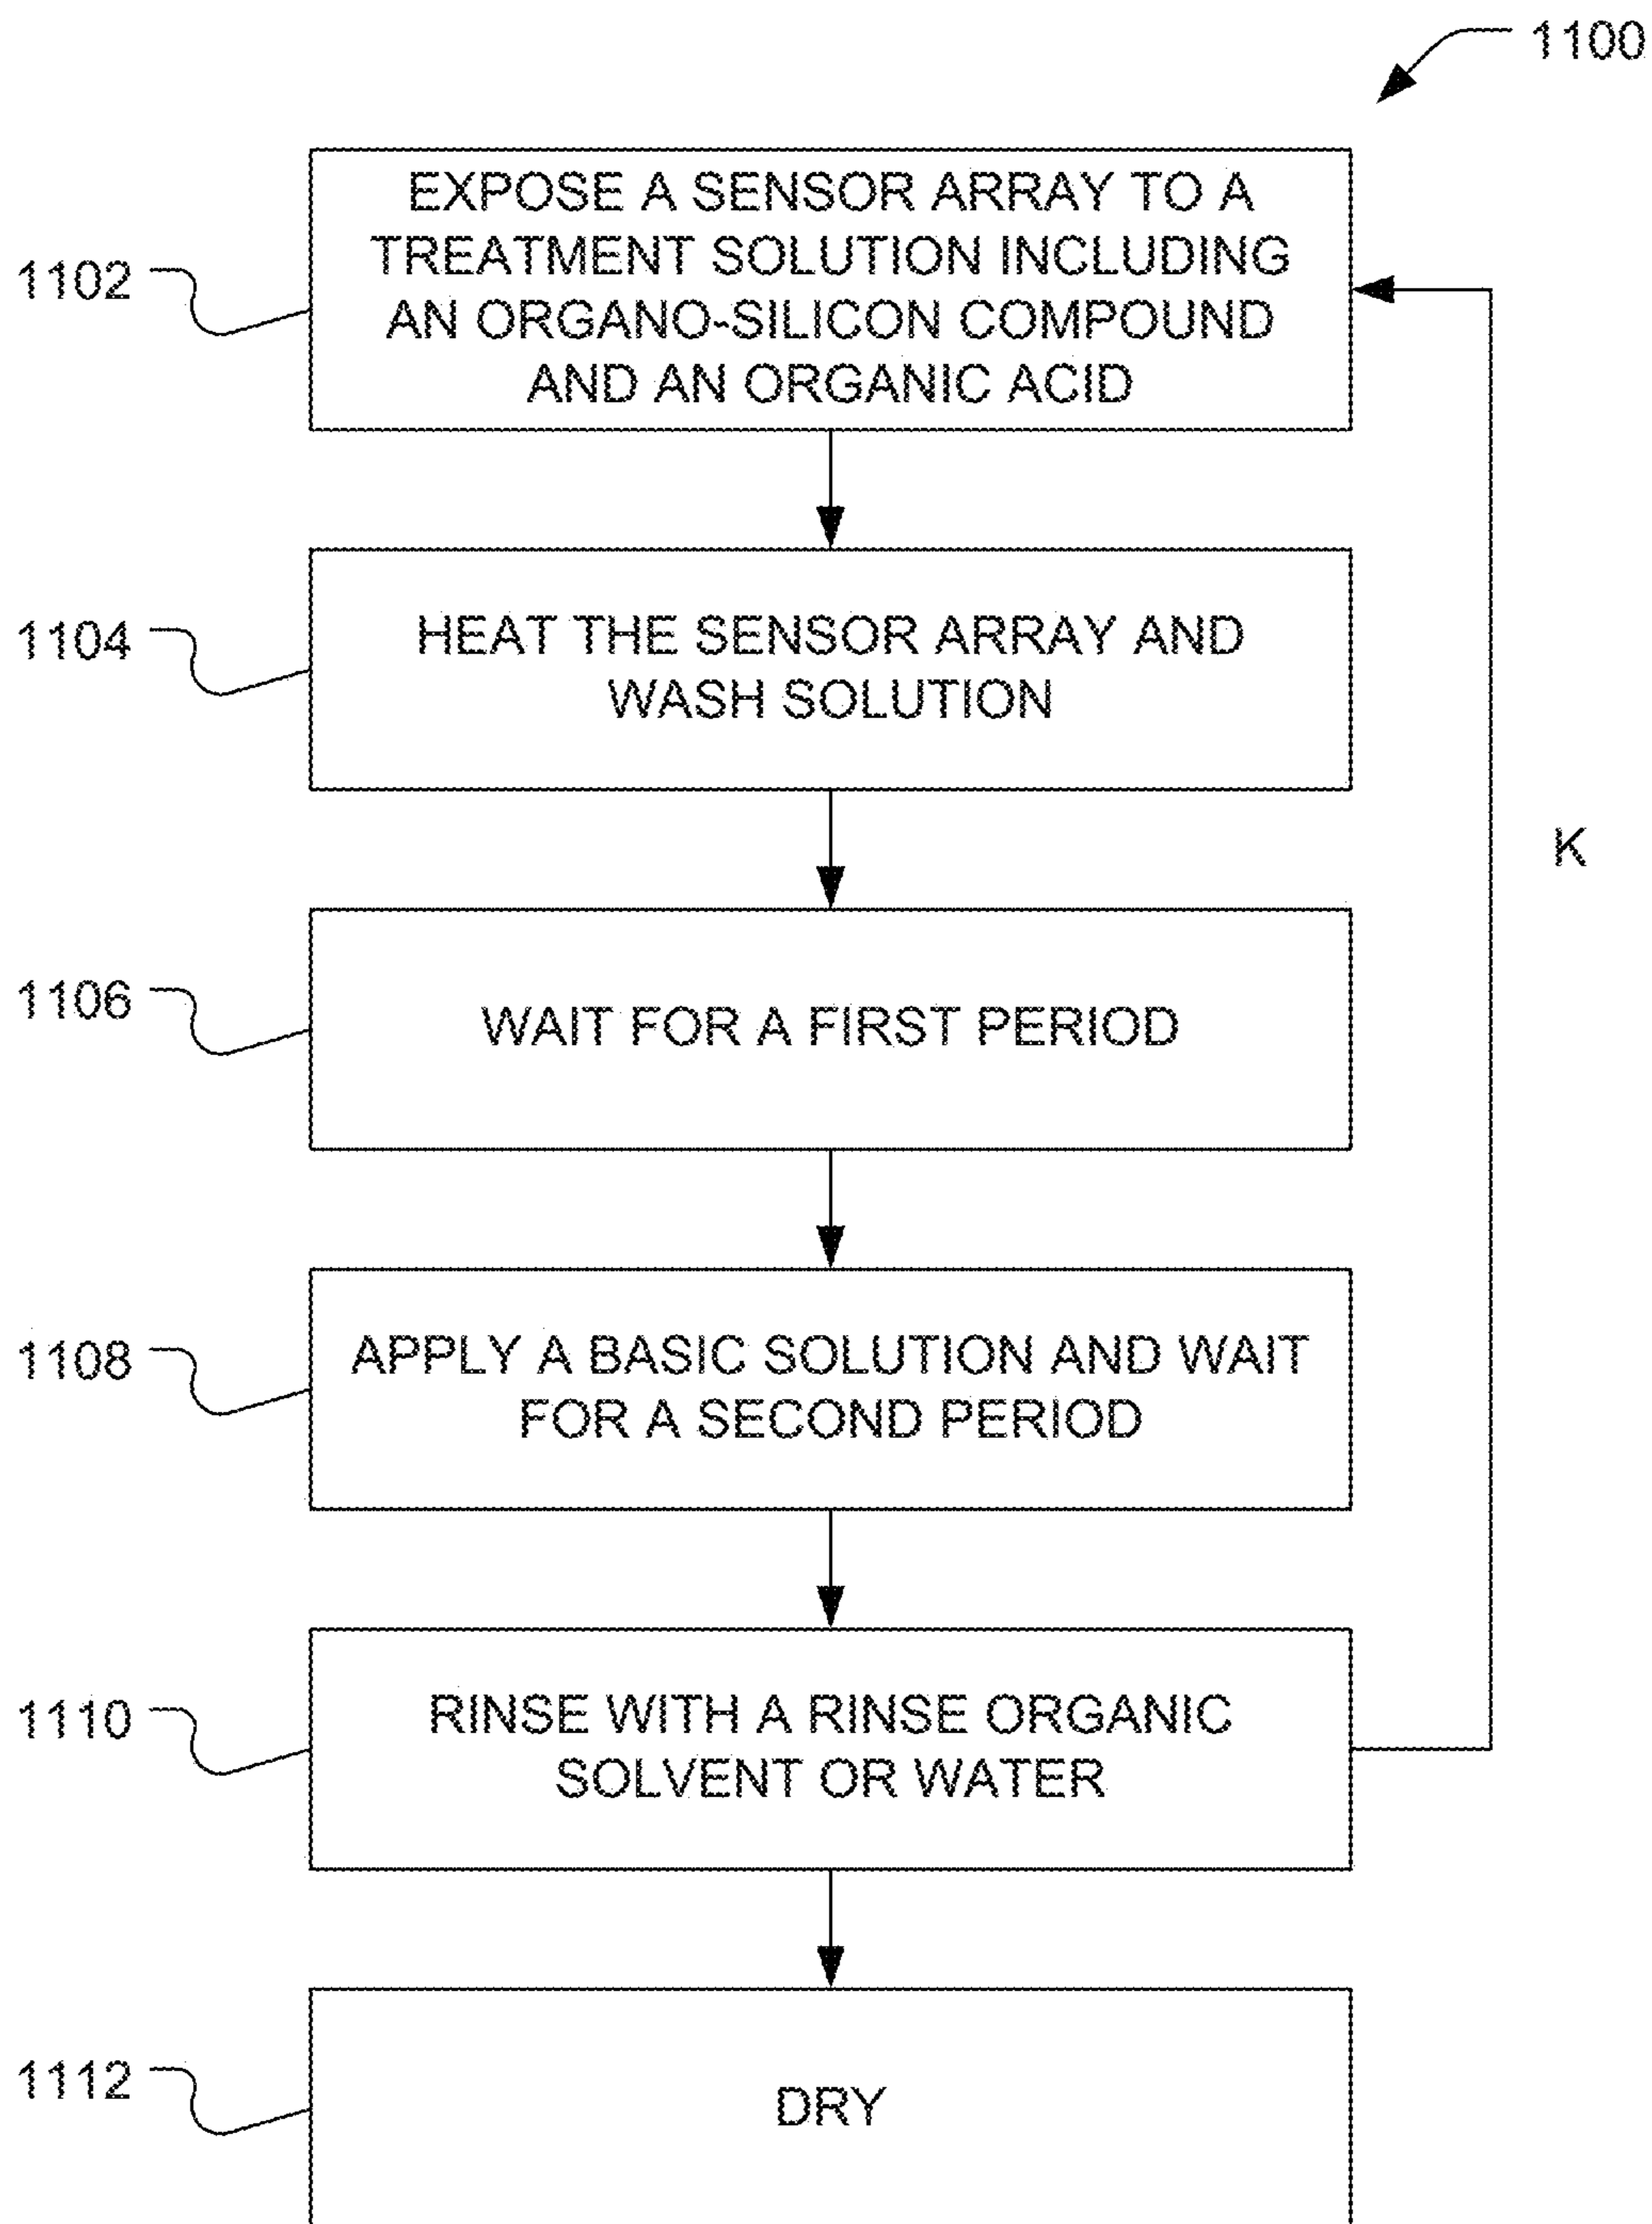 1100
EXPOSE A SENSOR ARRAY TO A
TREATMENT SOLUTION INCLUDING
AN ORGANO-SILICON COMPOUND
AND AN ORGANIC ACID
1102
HEAT THE SENSOR ARRAY AND
WASH SOLUTION
1104
K
WAIT FOR A FIRST PERIOD
1106
APPLY A BASIC SOLUTION AND WAIT
FOR A SECOND PERIOD
1108
RINSE WITH A RINSE ORGANIC
SOLVENT OR WATER
1110
DRY
1112